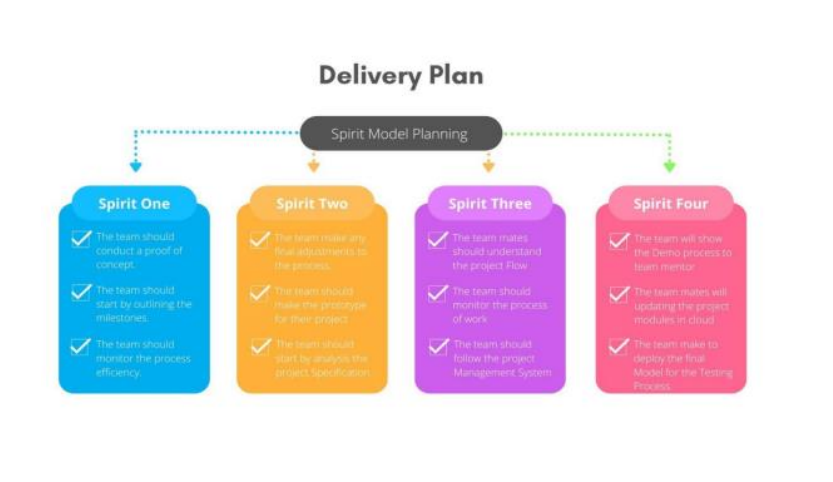 Delivery Plan
Spirit Model Planning
Spirit One
The team should
conduct a proof of
concept.
The team should
start by outlining the
milestones.
The team should
monitor the process
efficiency.
Spirit Two
The team make any
final adjustments to
the process.
The team should
make the prototype
for their project
The team should
start by analysis the
project Specification
Spirit Three
The team mates
should understand
the project Flow
The team should
monitor the process
of work
The team should
follow the project
Management System
Spirit Four
The team will show
the Demo process to
team mentor
The team mates will
updating the project
modules in cloud
The team make to
deploy the final
Model for the Testing
Process.